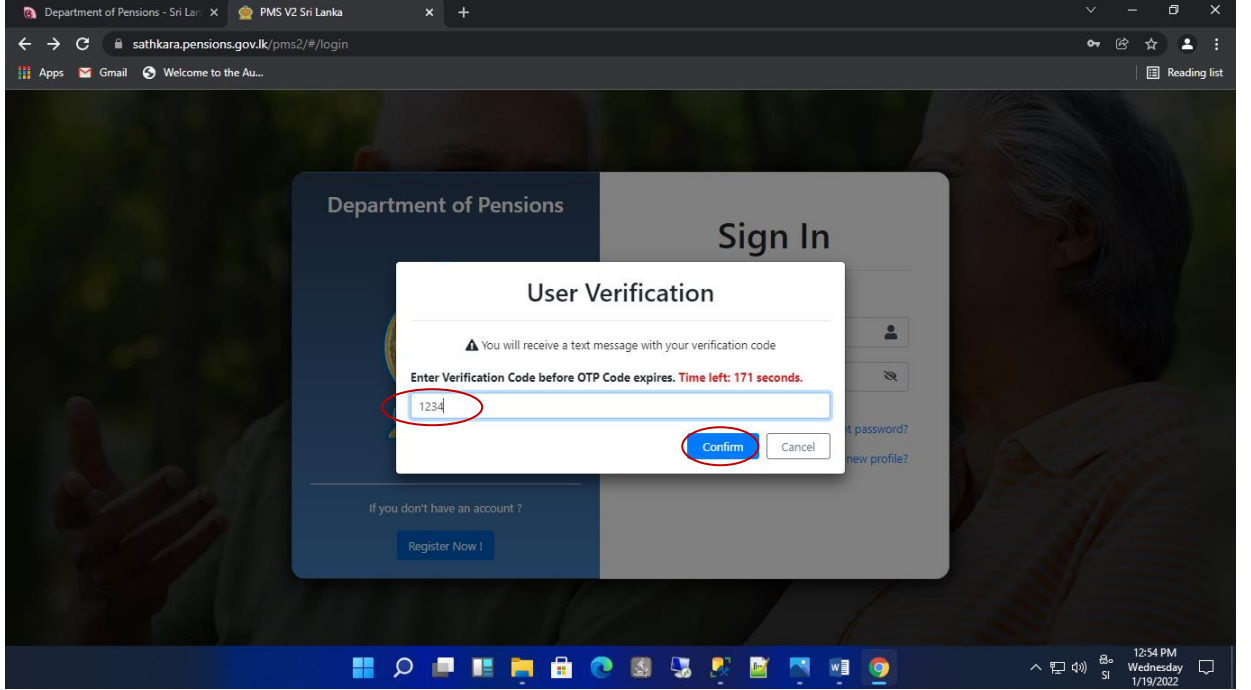 Department of Pensions - Sri Lan
PMS V2 Sri Lanka
sathkara.pensions.gov.lk/pms2/#/login
Apps
Gmail
Welcome to the Au...
Reading list
Department of Pensions
Sign In
User Verification
You will receive a text message with your verification code
Enter Verification Code before OTP Code expires. Time left: 171 seconds.
1234
Confirm
Cancel
t password?
new profile?
If you don't have an account ?
Register Now !
12:54 PM
SI
Wednesday
1/19/2022